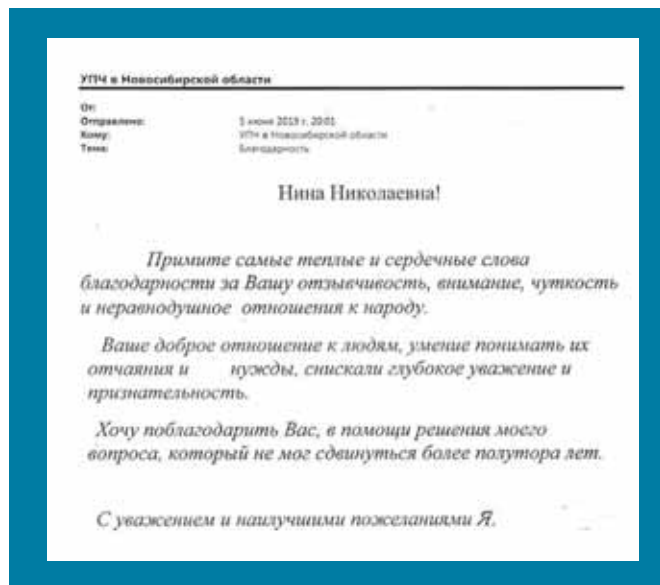 УПЧ в Новосибирской области
От:
Отправлено: 5 июня 2019 г. 20:01
Кому: УПЧ в Новосибирской области
Тема: Благодарность
Нина Николаевна!
Примите самые теплые и сердечные слова
благодарности за Вашу отзывчивость, внимание, чуткость
и неравнодушное отношения к народу.
Ваше доброе отношение к людям, умение понимать их
отчаяния и нужды, снискали глубокое уважение и
признательность.
Хочу поблагодарить Вас, в помощи решения моего
вопроса, который не мог сдвинуться более полутора лет.
С уважением и наилучшими пожеланиями Я.